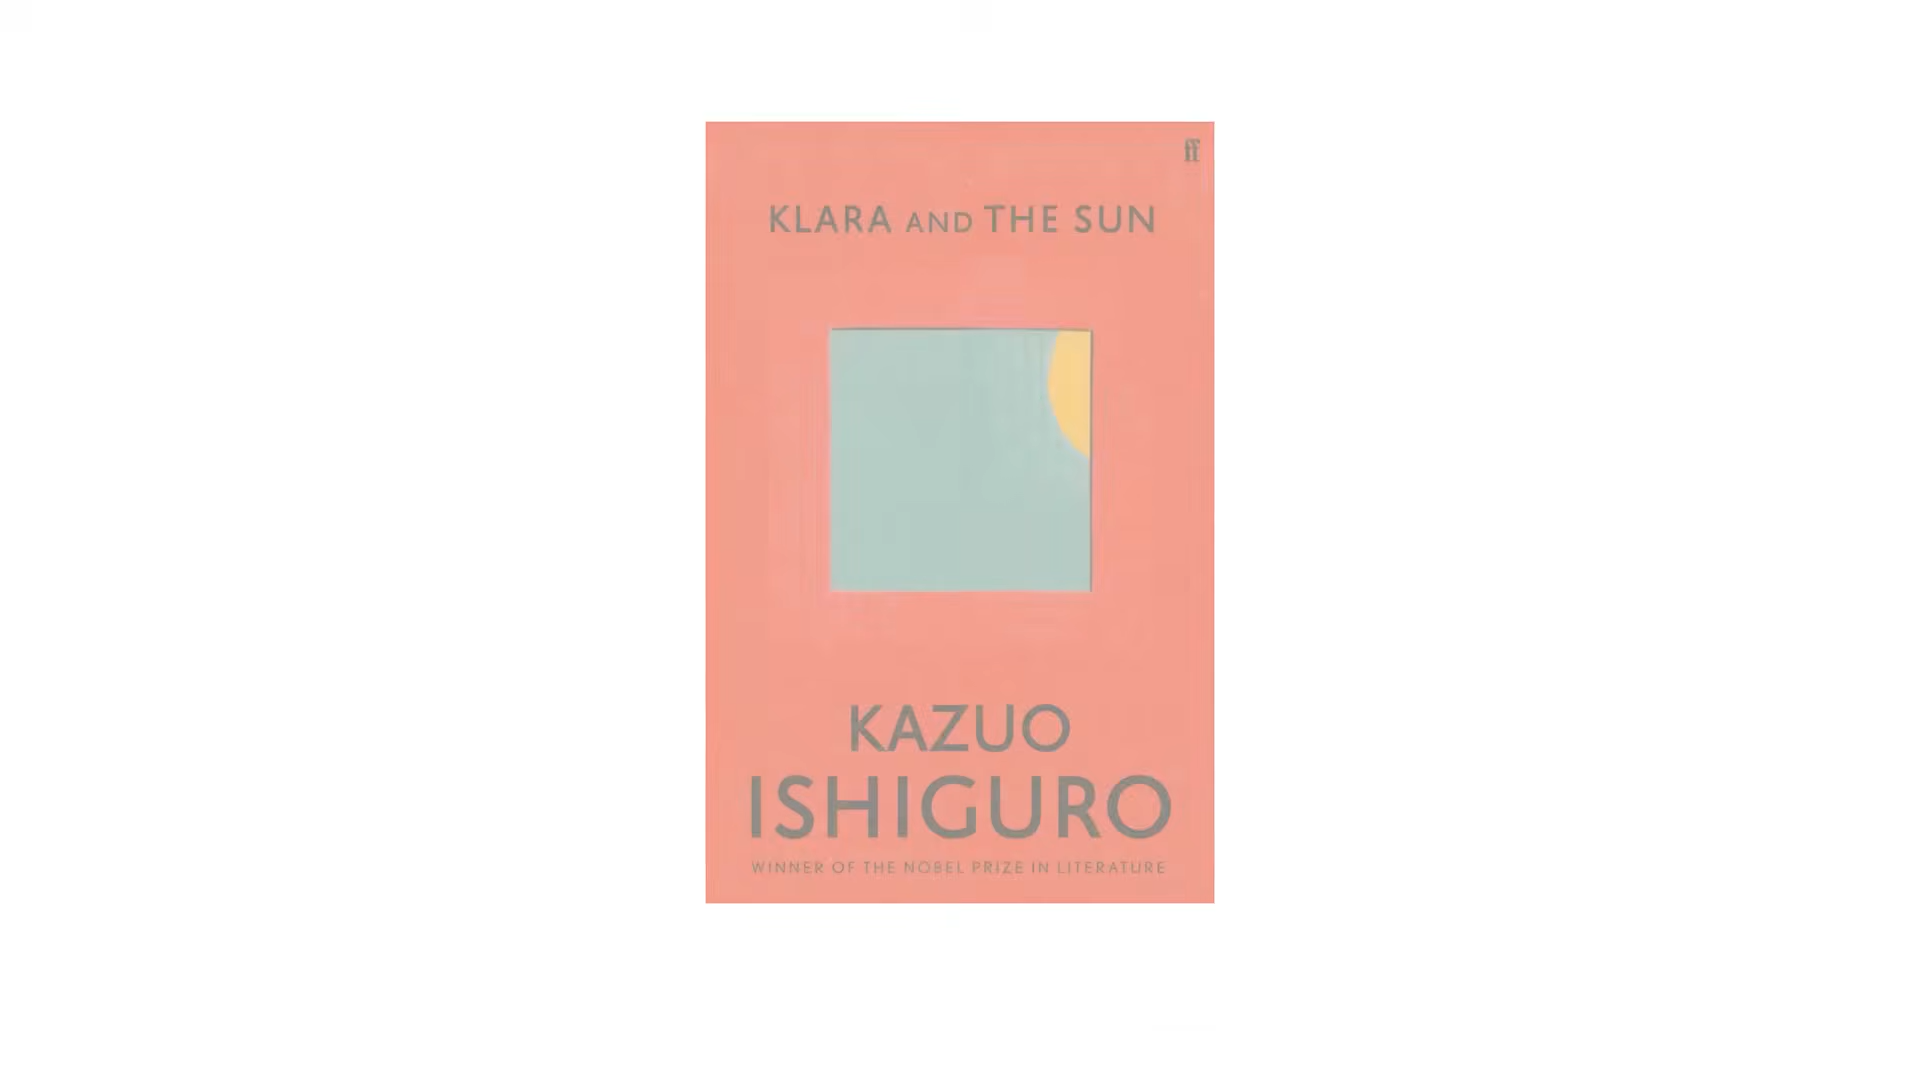 ff
KLARA AND THE SUN
KAZUO
ISHIGURO
WINNER OF THE NOBEL PRIZE IN LITERATURE